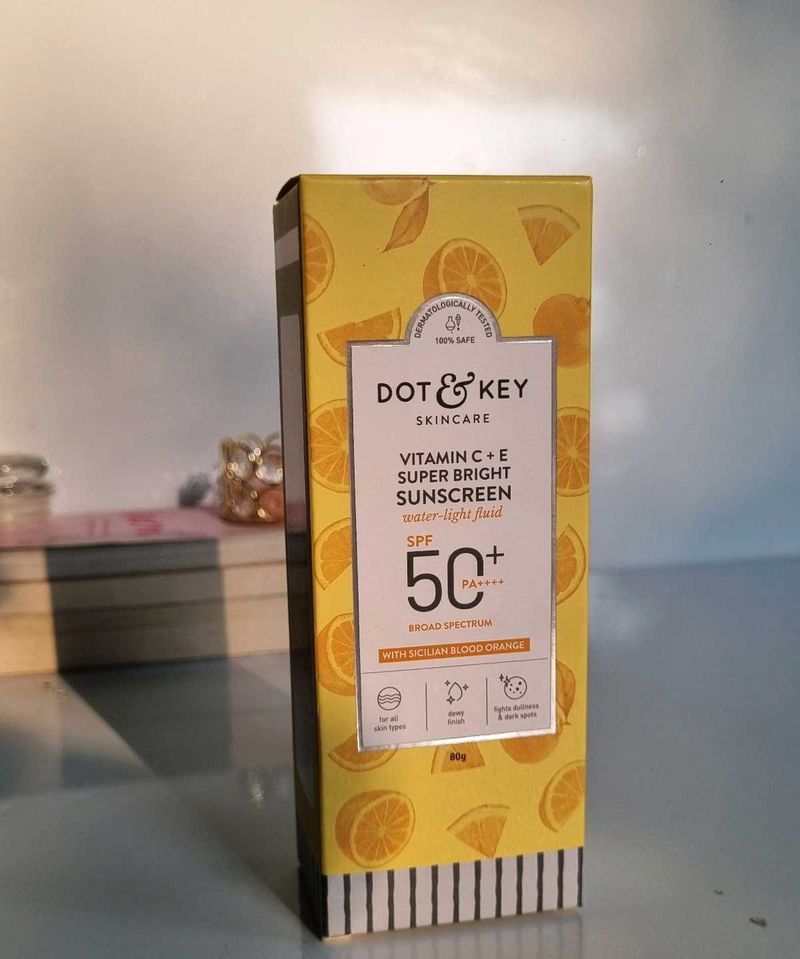 DERMATOLOGICALLY TESTED
100% SAFE
DOT & KEY
SKINCARE
VITAMIN C + E
SUPER BRIGHT
SUNSCREEN
water-light fluid
SPF
50+
PA++++
BROAD SPECTRUM
WITH SICILIAN BLOOD ORANGE
for all
skin types
dewy
finish
fights dullness
& dark spots
80g